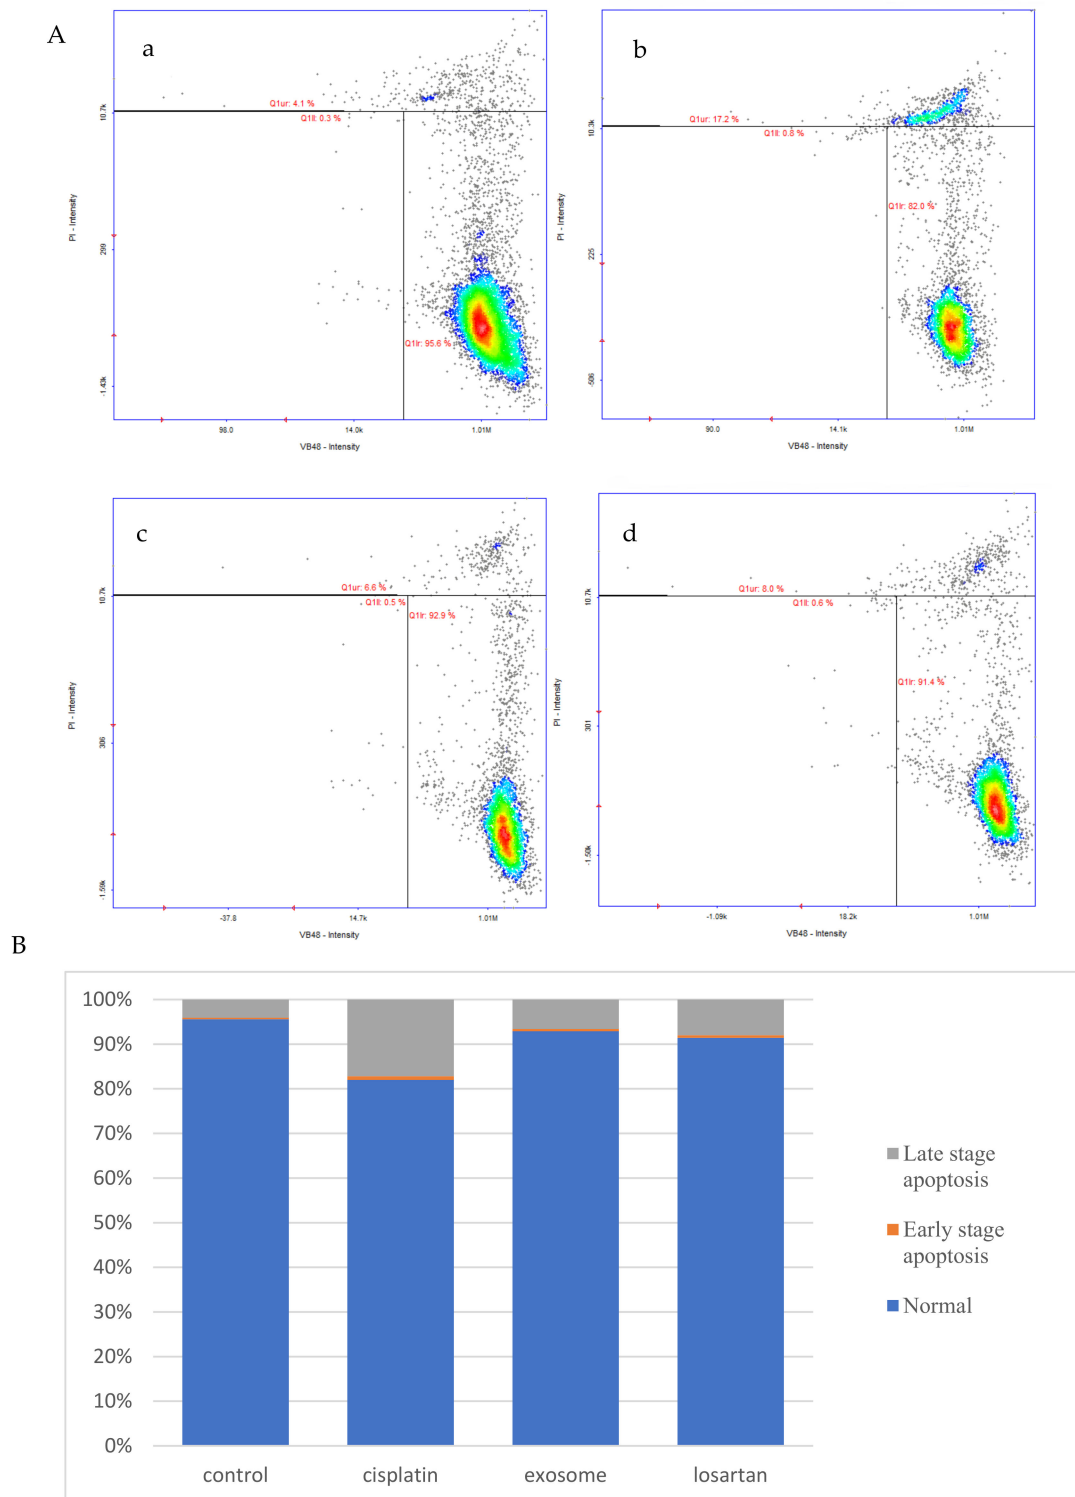 A
a
Q1ur: 4.1 %
Q1ll: 0.3 %
Q1lr: 95.6 %
10.7k
299
-1.43k
PI - Intensity
98.0
14.0k
1.01M
VB48 - Intensity
b
Q1ur: 17.2 %
Q1ll: 0.8 %
Q1lr: 82.0 %
10.3k
225
-506
PI - Intensity
90.0
14.1k
1.01M
VB48 - Intensity
c
Q1ur: 6.6 %
Q1ll: 0.5 %
Q1lr: 92.9 %
10.7k
306
-1.59k
PI - Intensity
-37.8
14.7k
1.01M
VB48 - Intensity
d
Q1ur: 8.0 %
Q1ll: 0.6 %
Q1lr: 91.4 %
10.7k
301
-1.50k
PI - Intensity
-1.09k
18.2k
1.01M
VB48 - Intensity
B
100%
90%
80%
70%
60%
50%
40%
30%
20%
10%
0%
control
cisplatin
exosome
losartan
Late stage
apoptosis
Early stage
apoptosis
Normal